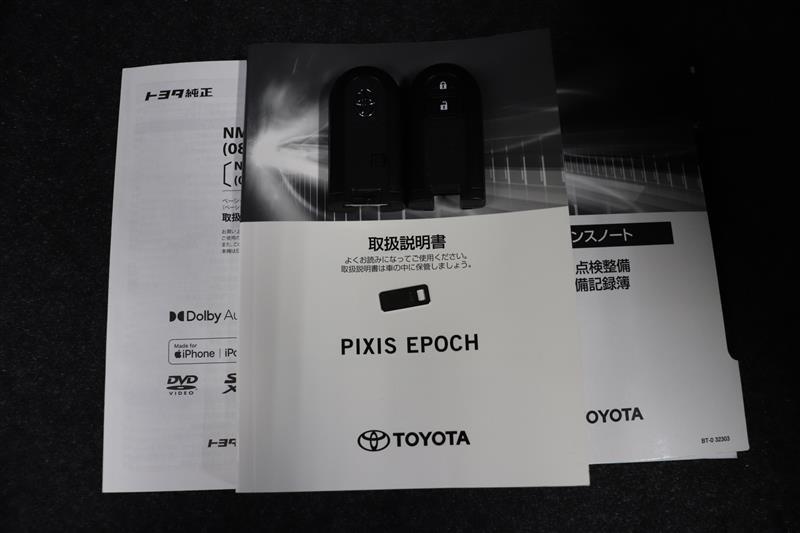 トヨタ純正
NM
(08
取扱
Dolby Au
Made for
iPhone
iPo
DVD
VIDEO
トヨ
取扱説明書
よくお読みになってご使用ください。
取扱説明書は車の中に保管しましょう。
PIXIS EPOCH
TOYOTA
ンスノート
点検整備
備記録簿
OYOTA
BT-0 32303